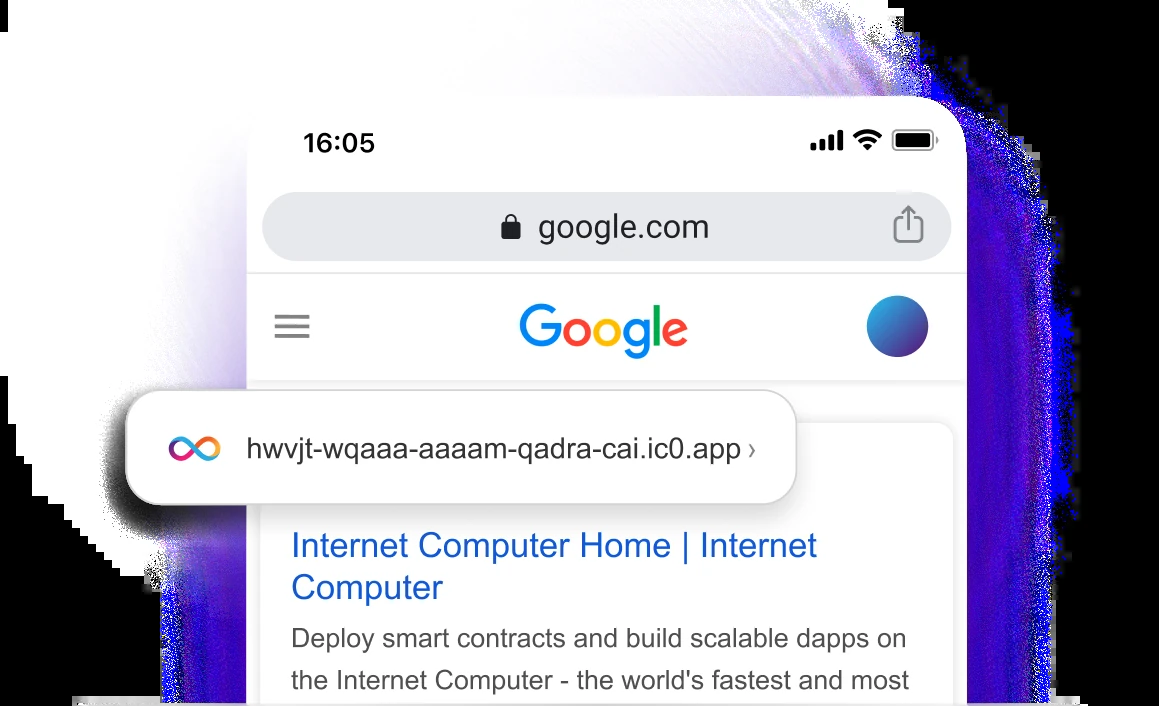 16:05
google.com
Google
hwvjt-wqaaa-aaaam-qadra-cai.ic0.app ›
Internet Computer Home | Internet
Computer
Deploy smart contracts and build scalable dapps on
the Internet Computer - the world's fastest and most